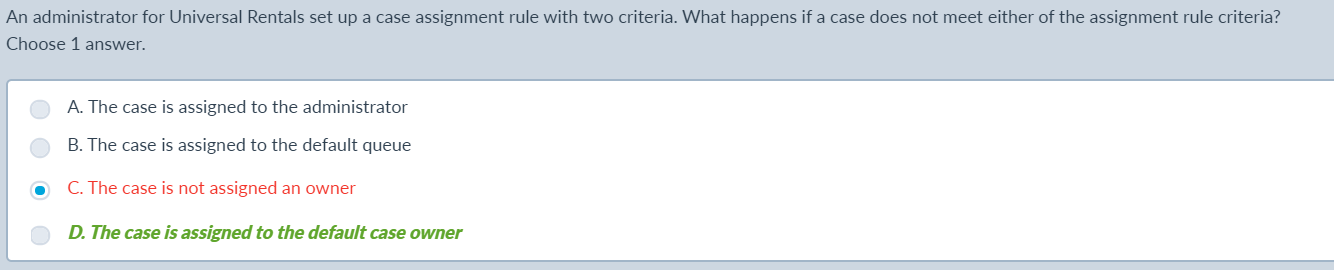 An administrator for Universal Rentals set up a case assignment rule with two criteria. What happens if a case does not meet either of the assignment rule criteria?
Choose 1 answer.
A. The case is assigned to the administrator
B. The case is assigned to the default queue
C. The case is not assigned an owner
D. The case is assigned to the default case owner